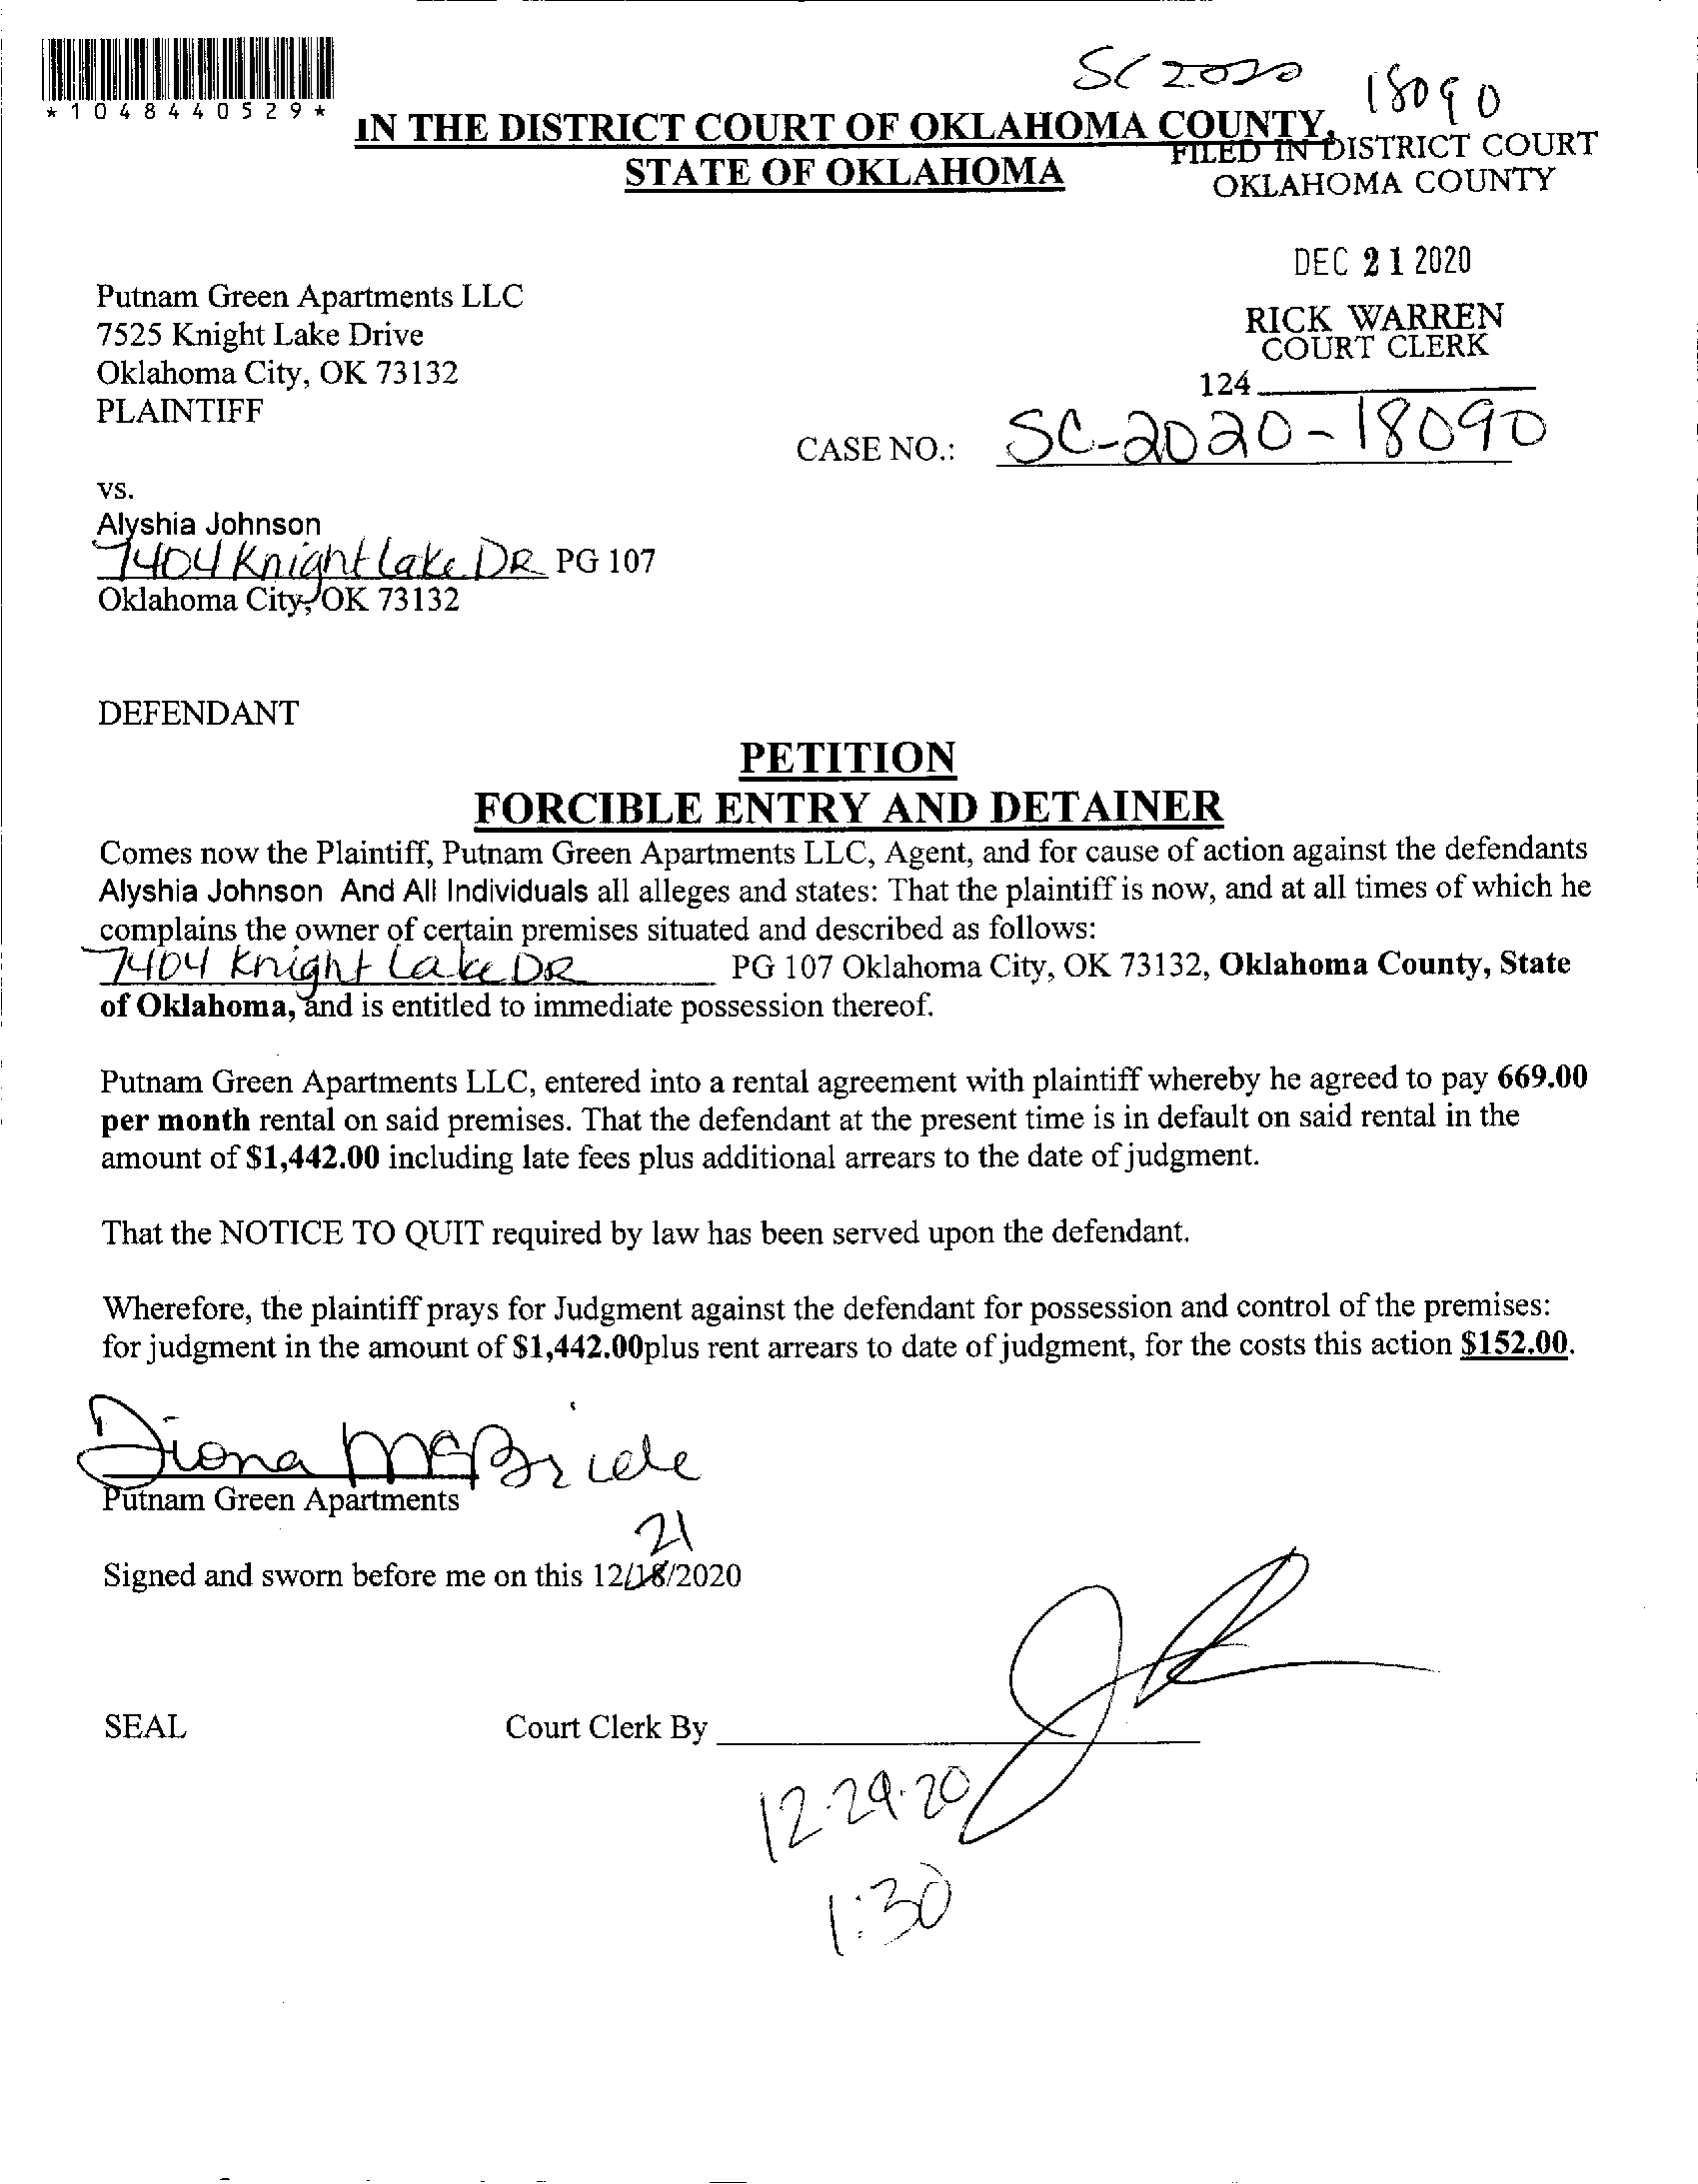 SC 2020 18090
*1048440529*
IN THE DISTRICT COURT OF OKLAHOMA COUNTY,
STATE OF OKLAHOMA
FILED IN DISTRICT COURT
OKLAHOMA COUNTY
DEC 21 2020
RICK WARREN
COURT CLERK
124
Putnam Green Apartments LLC
7525 Knight Lake Drive
Oklahoma City, OK 73132
PLAINTIFF
CASE NO.: SC-2020-18090
vs.
Alyshia Johnson
7404 Knight Lake DR PG 107
Oklahoma City, OK 73132
DEFENDANT
PETITION
FORCIBLE ENTRY AND DETAINER
Comes now the Plaintiff, Putnam Green Apartments LLC, Agent, and for cause of action against the defendants
Alyshia Johnson And All Individuals all alleges and states: That the plaintiff is now, and at all times of which he
complains the owner of certain premises situated and described as follows:
7404 Knight Lake DR PG 107 Oklahoma City, OK 73132, Oklahoma County, State
of Oklahoma, and is entitled to immediate possession thereof.
Putnam Green Apartments LLC, entered into a rental agreement with plaintiff whereby he agreed to pay 669.00
per month rental on said premises. That the defendant at the present time is in default on said rental in the
amount of $1,442.00 including late fees plus additional arrears to the date of judgment.
That the NOTICE TO QUIT required by law has been served upon the defendant.
Wherefore, the plaintiff prays for Judgment against the defendant for possession and control of the premises:
for judgment in the amount of $1,442.00plus rent arrears to date of judgment, for the costs this action $152.00.
Diona McBride
Putnam Green Apartments
21
Signed and sworn before me on this 12/18/2020
SEAL Court Clerk By
12-29-20
1:30